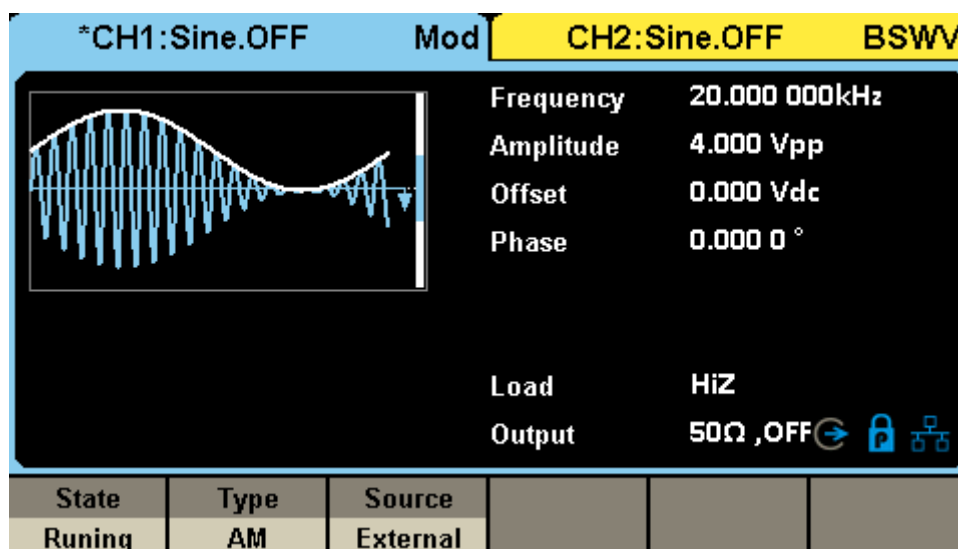 *CH1:Sine.OFF Mod CH2:Sine.OFF BSWV
Frequency 20.000 000kHz
Amplitude 4.000 Vpp
Offset 0.000 Vdc
Phase 0.000 0 °
Load HiZ
Output 50Ω ,OFF
State Type Source
Runing AM External